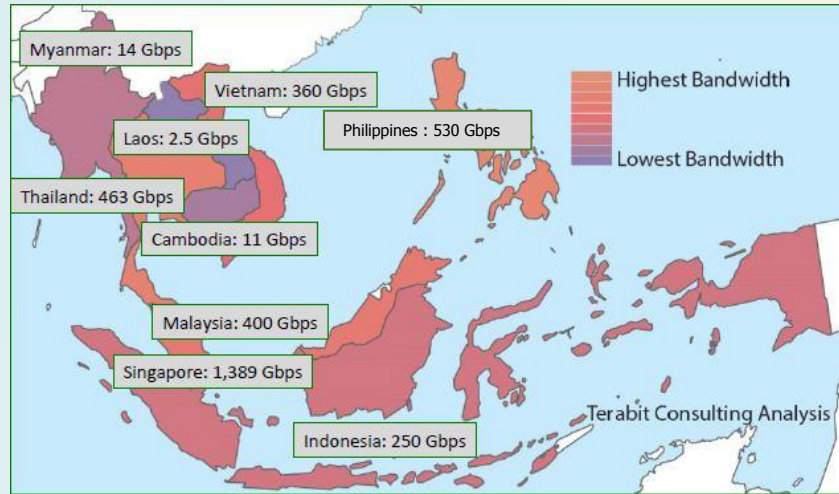 Myanmar: 14 Gbps
Vietnam: 360 Gbps
Highest Bandwidth
Philippines : 530 Gbps
Laos: 2.5 Gbps
Lowest Bandwidth
Thailand: 463 Gbps
Cambodia: 11 Gbps
Malaysia: 400 Gbps
Singapore: 1,389 Gbps
Terabit Consulting Analysis
Indonesia: 250 Gbps